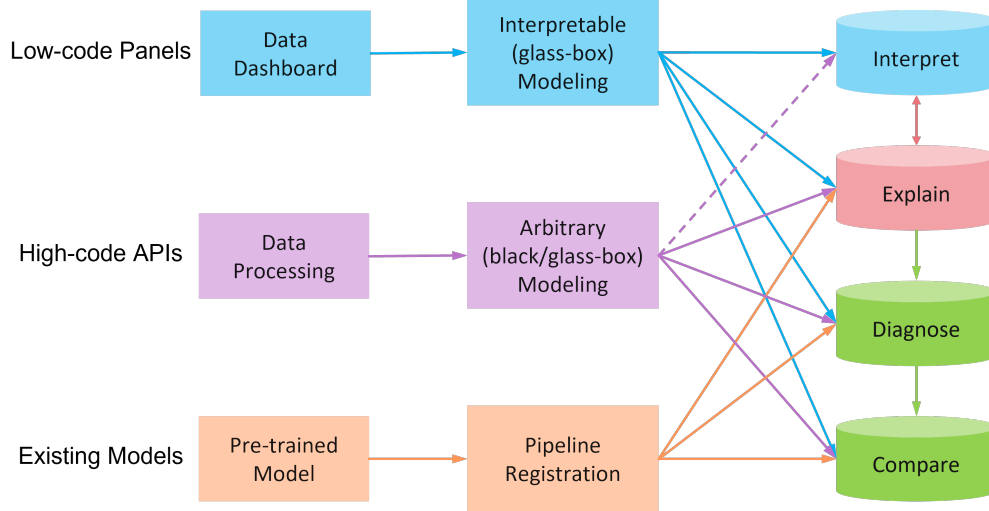 Low-code Panels
Data
Dashboard
Interpretable
(glass-box)
Modeling
Interpret
Explain
High-code APIs
Data
Processing
Arbitrary
(black/glass-box)
Modeling
Diagnose
Existing Models
Pre-trained
Model
Pipeline
Registration
Compare